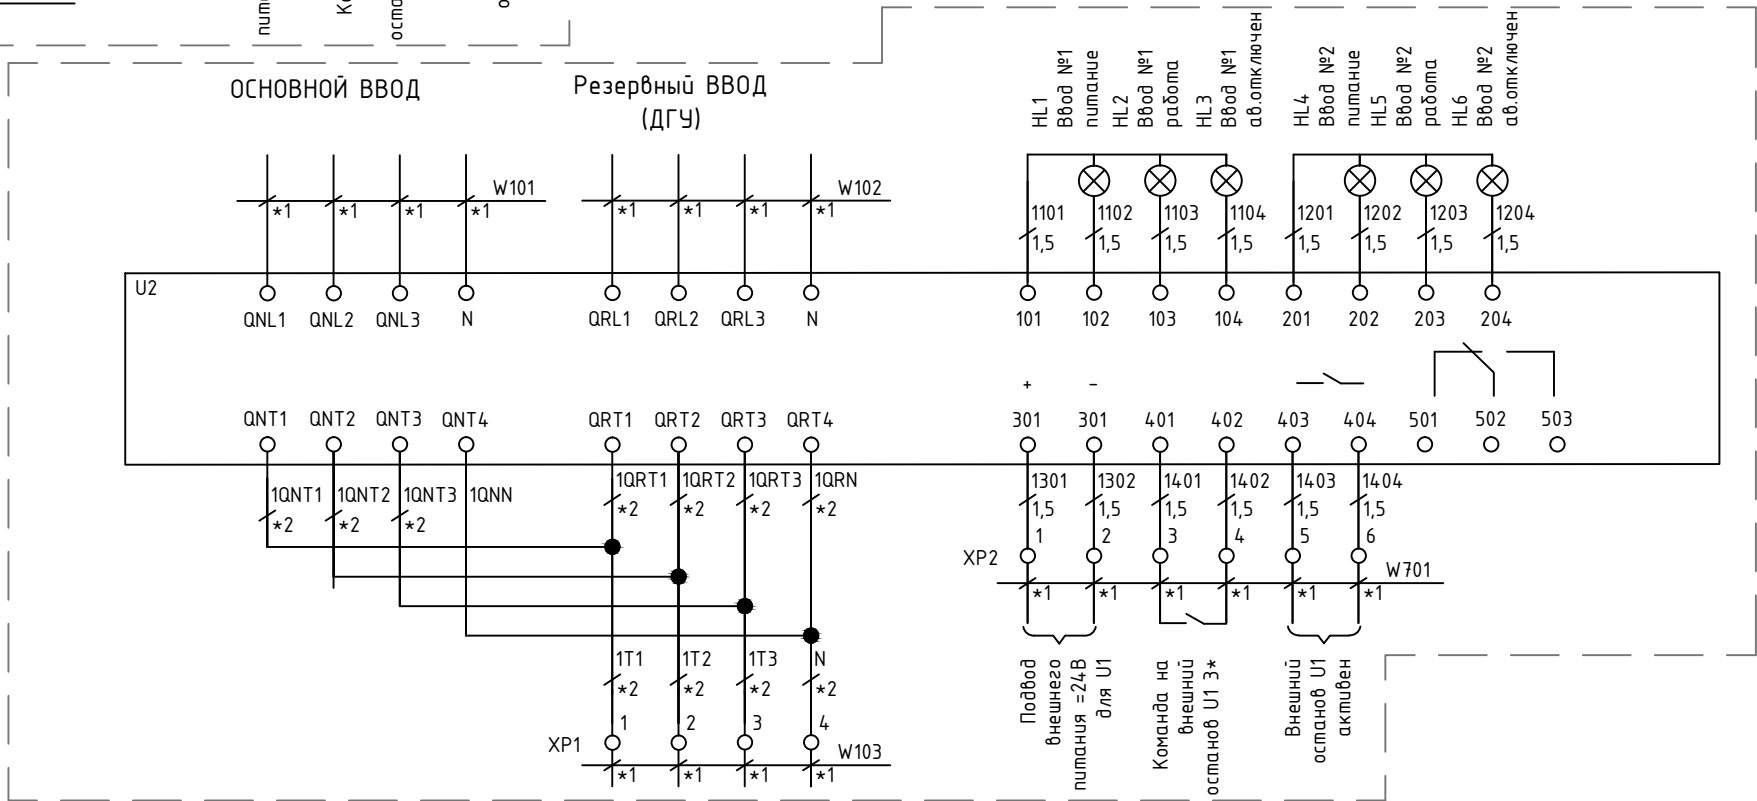 ОСНОВНОЙ ВВОД
Резервный ВВОД
(ДГУ)
HL1
Ввод №1
питание
HL2
Ввод №1
работа
HL3
Ввод №1
ав.отключен
HL4
Ввод №2
питание
HL5
Ввод №2
работа
HL6
Ввод №2
ав.отключен
W101
*1 *1 *1 *1
W102
*1 *1 *1 *1
1101 1102 1103 1104 1201 1202 1203 1204
1,5 1,5 1,5 1,5 1,5 1,5 1,5 1,5
U2
QNL1 QNL2 QNL3 N QRL1 QRL2 QRL3 N 101 102 103 104 201 202 203 204
+ −
QNT1 QNT2 QNT3 QNT4 QRT1 QRT2 QRT3 QRT4 301 301 401 402 403 404 501 502 503
1QNT1 1QNT2 1QNT3 1QNN 1QRT1 1QRT2 1QRT3 1QRN 1301 1302 1401 1402 1403 1404
*2 *2 *2 *2 *2 *2 *2 1,5 1,5 1,5 1,5 1,5 1,5
1 2 3 4 5 6
XP2
W701
*1 *1 *1 *1 *1 *1
1T1 1T2 1T3 N
*2 *2 *2 *2
1 2 3 4
XP1
W103
*1 *1 *1 *1
Подвод
внешнего
питания =24В
для U1
Команда на
внешний
останов U1 3*
Внешний
останов U1
активен